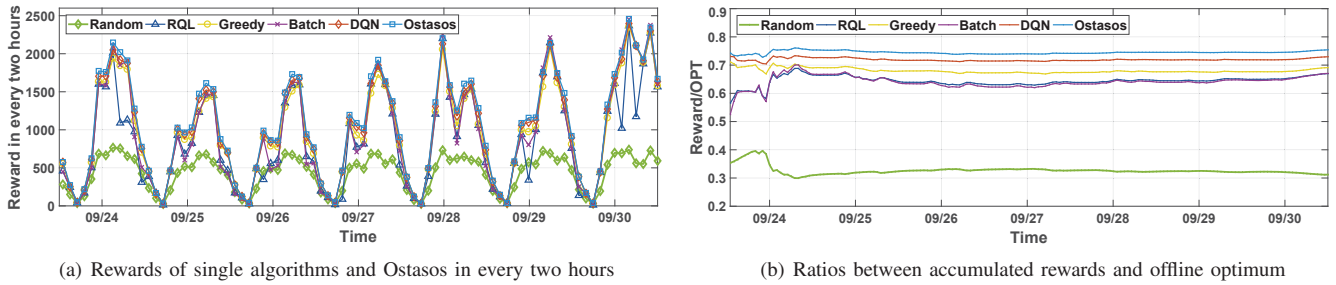 Random RQL Greedy Batch DQN Ostasos
Reward in every two hours
2500
2000
1500
1000
500
0
09/24 09/25 09/26 09/27 09/28 09/29 09/30
Time
(a) Rewards of single algorithms and Ostasos in every two hours
Random RQL Greedy Batch DQN Ostasos
Reward/OPT
0.9
0.8
0.7
0.6
0.5
0.4
0.3
0.2
09/24 09/25 09/26 09/27 09/28 09/29 09/30
Time
(b) Ratios between accumulated rewards and offline optimum